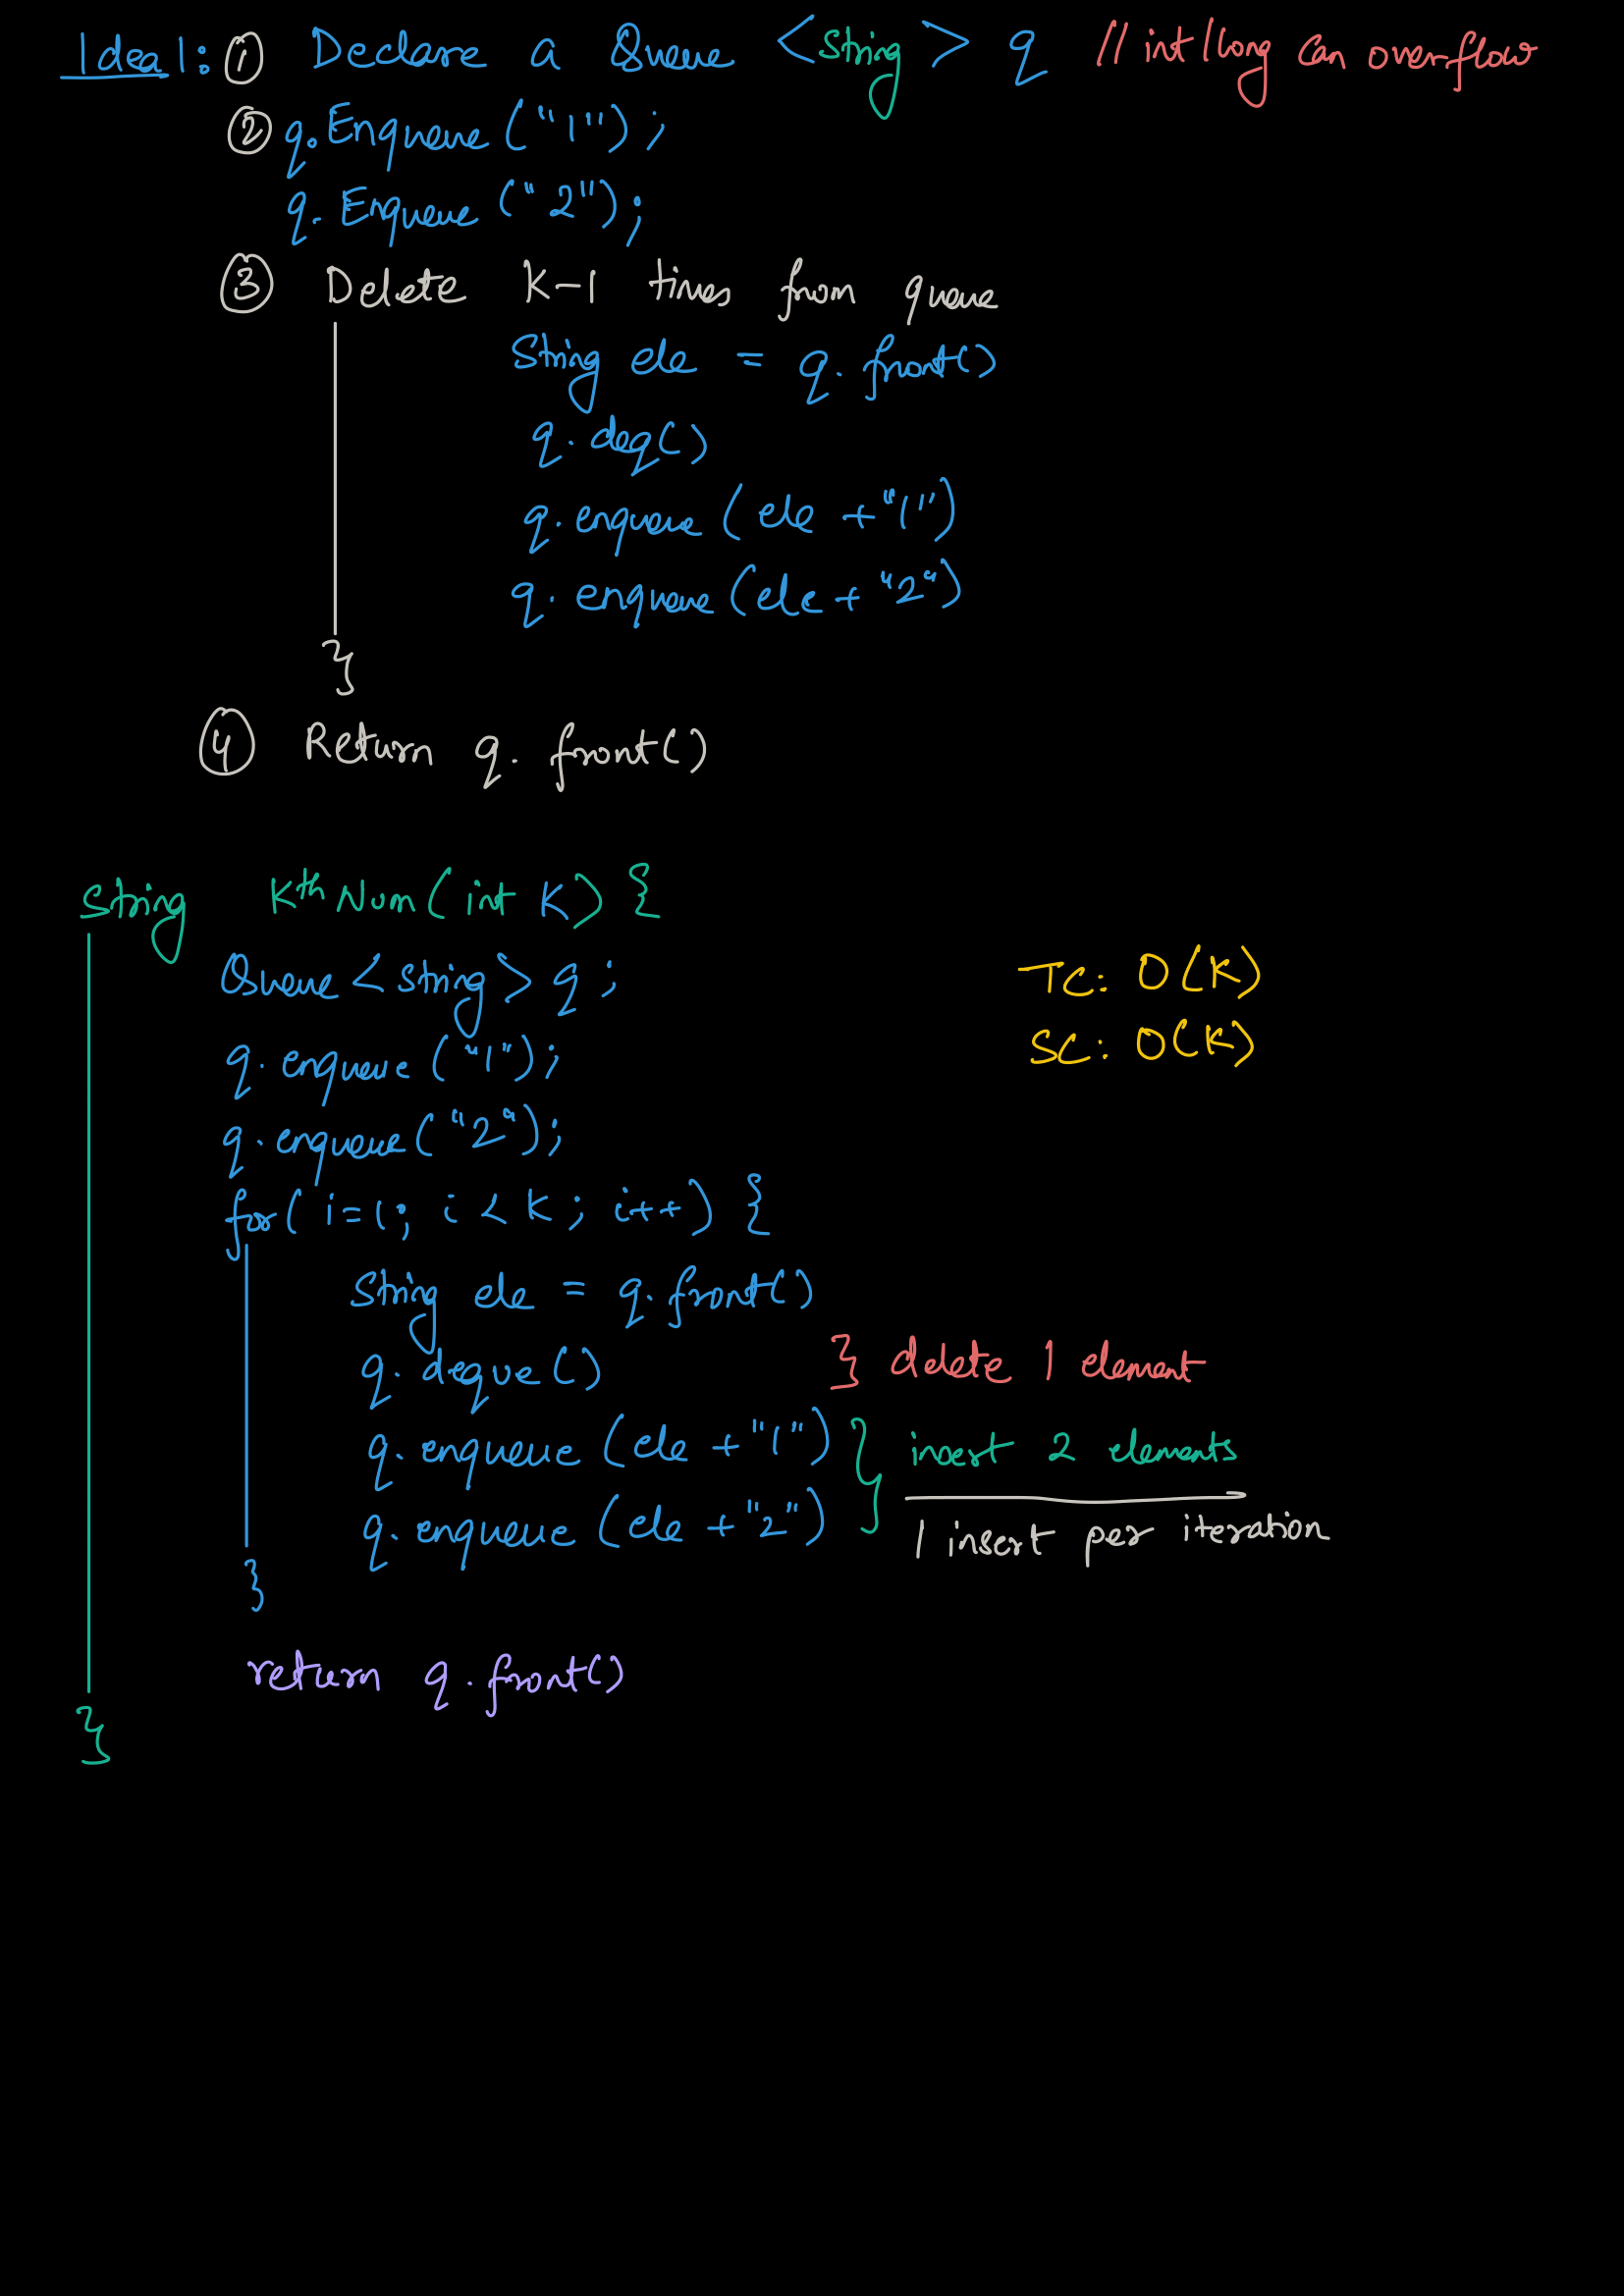 Idea 1: ① Declare a Queue <String> q // int/long can overflow
② q.Enqueue("1");
q.Enqueue("2");
③ Delete K-1 times from queue
String ele = q.front()
q.deq()
q.enqueue(ele + "1")
q.enqueue(ele + "2")
}
④ Return q.front()
String KthNum(int K) {
Queue <String> q;
TC: O(K)
q.enqueue("1");
SC: O(K)
q.enqueue("2");
for(i=1; i<K; i++) {
String ele = q.front()
q.deque() } delete 1 element
q.enqueue(ele + "1") } insert 2 elements
q.enqueue(ele + "2") 1 insert per iteration
}
return q.front()
}